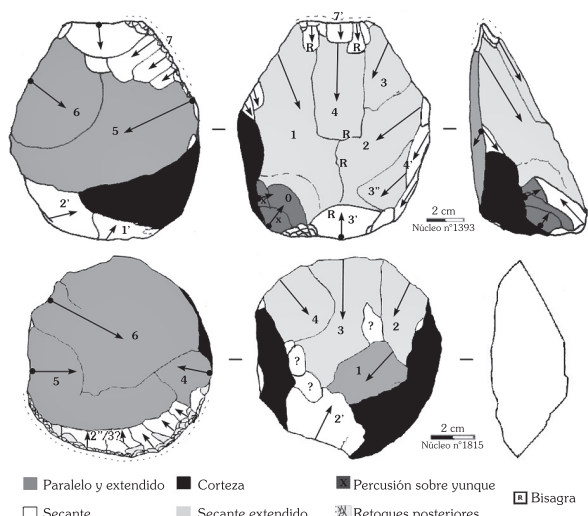 7
7'
R
R
6
5
4
3
1
R
R
2
4'
2'
1'
x
x
0
3''
R
3'
2 cm
Núcleo n°1393
6
5
4
2''/3?
4
3
2
?
?
?
1
2'
2 cm
Núcleo n°1815
Paralelo y extendido
Corteza
X Percusión sobre yunque
R Bisagra
Secante
Secante extendido
Retoques posteriores